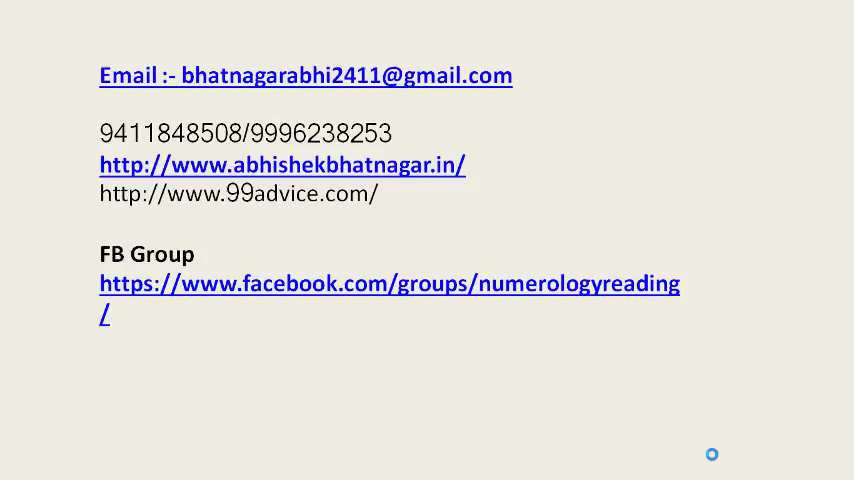 Email :- bhatnagarabhi2411@gmail.com
9411848508/9996238253
http://www.abhishekbhatnagar.in/
http://www.99advice.com/
FB Group
https://www.facebook.com/groups/numerologyreading
/